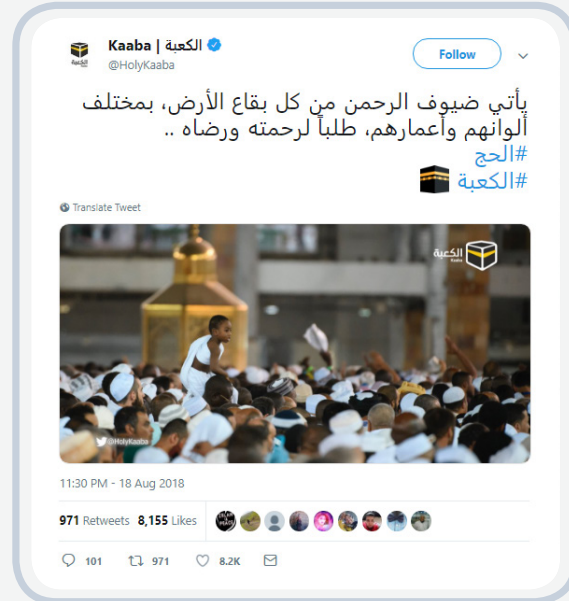 Kaaba | الكعبة
@HolyKaaba
Follow
يأتي ضيوف الرحمن من كل بقاع الأرض، بمختلف
ألوانهم وأعمارهم، طلباً لرحمته ورضاه ..
#الحج
#الكعبة
Translate Tweet
الكعبة
Kaaba
@HolyKaaba
11:30 PM - 18 Aug 2018
971 Retweets 8,155 Likes
101 971 8.2K